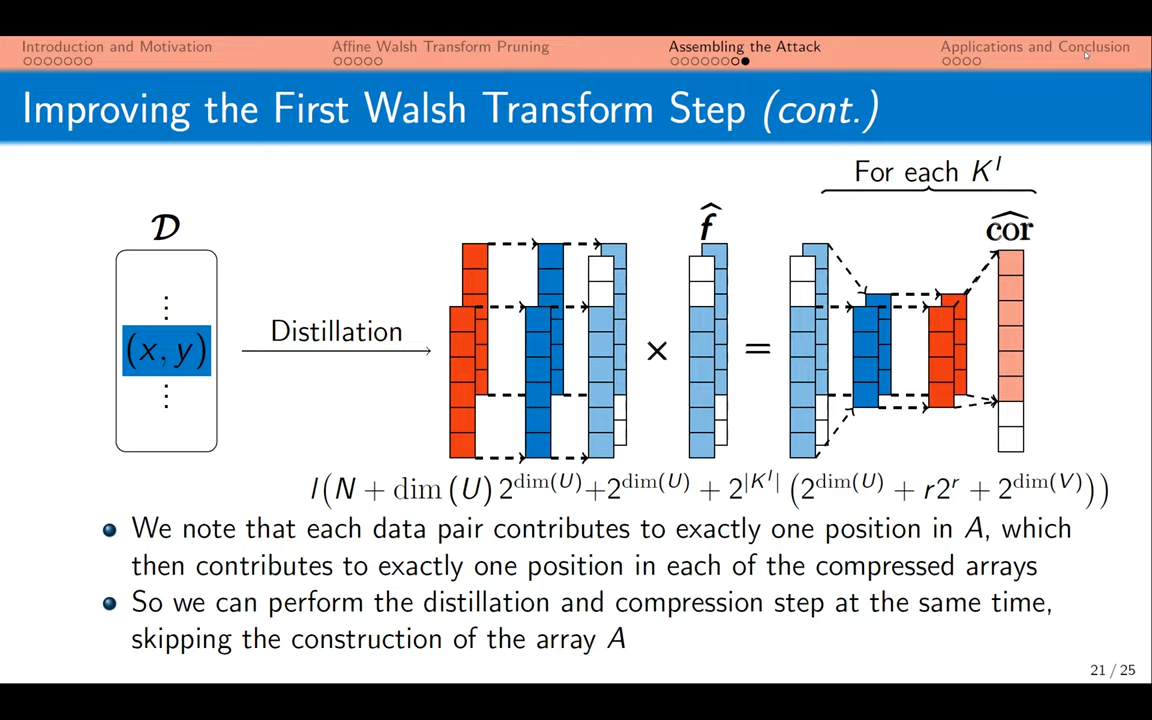 Introduction and Motivation
Affine Walsh Transform Pruning
Assembling the Attack
Applications and Conclusion
Improving the First Walsh Transform Step (cont.)
For each K^I
𝒟
f̂
côr
⋮
(x, y)
⋮
Distillation
×
=
l(N + dim (U) 2^{dim(U)}+2^{dim(U)} + 2^{|K^I|} (2^{dim(U)} + r2^r + 2^{dim(V)}))
We note that each data pair contributes to exactly one position in A, which
then contributes to exactly one position in each of the compressed arrays
So we can perform the distillation and compression step at the same time,
skipping the construction of the array A
21 / 25